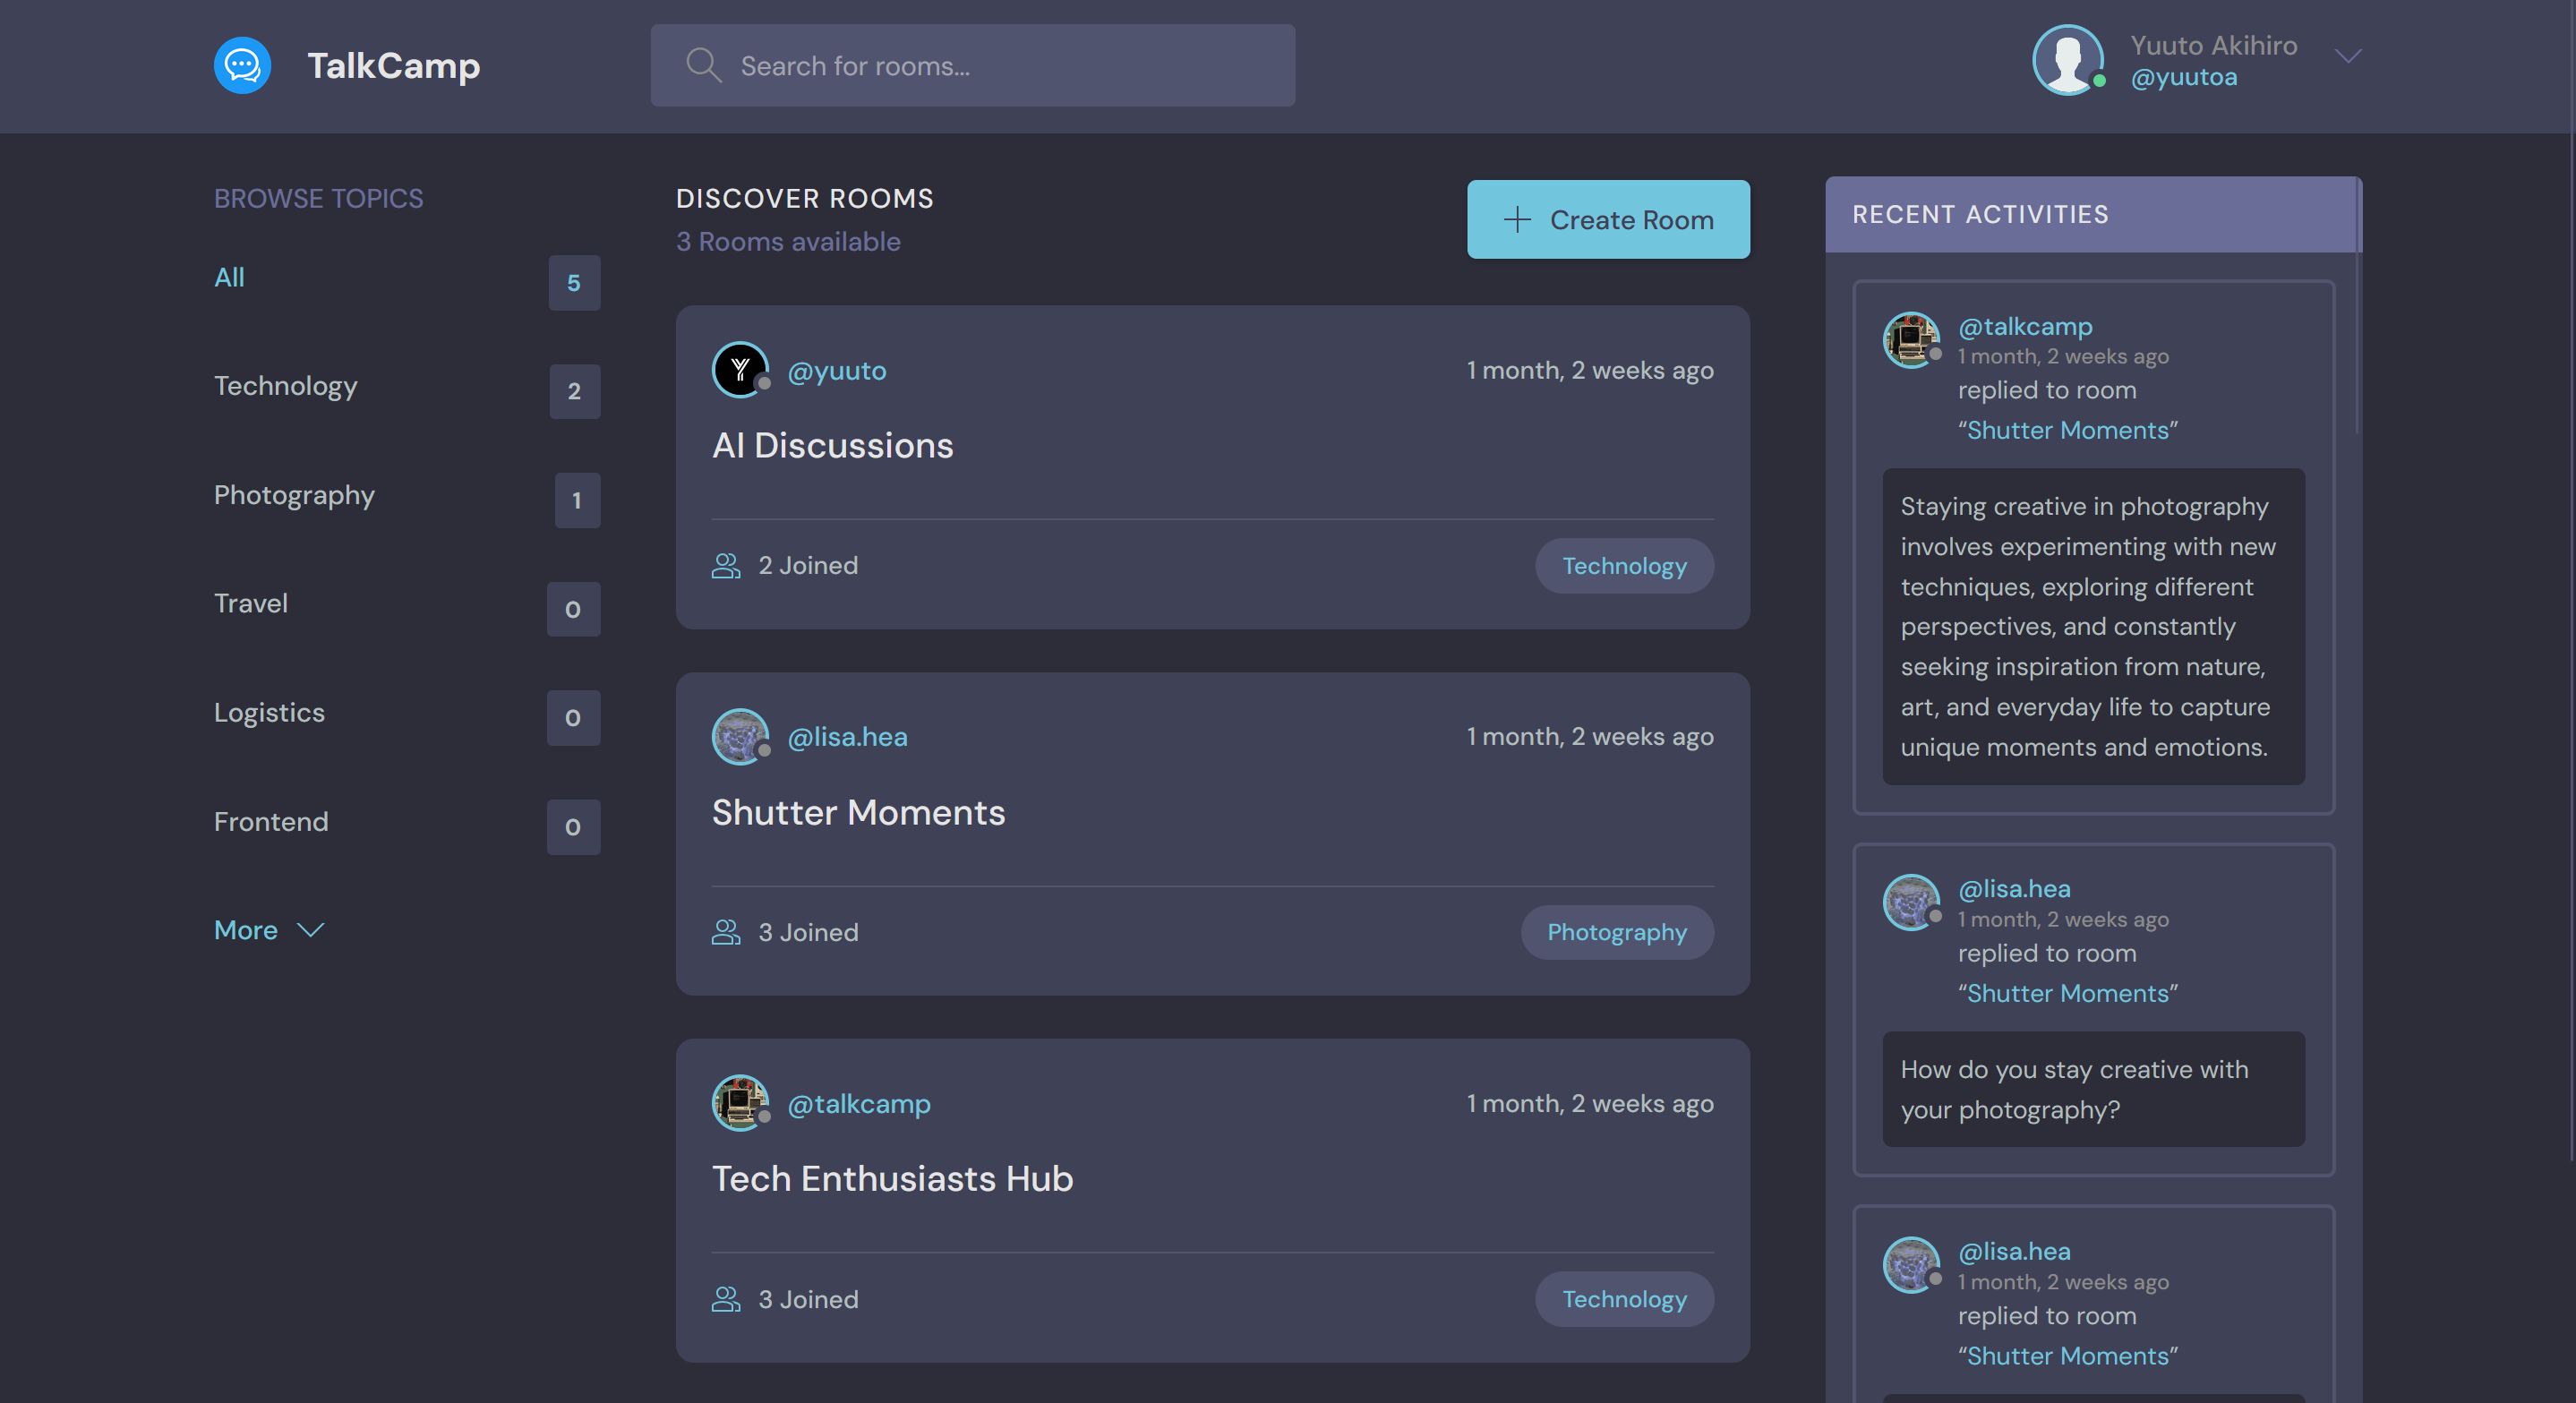 TalkCamp
Search for rooms...
Yuuto Akihiro
@yuutoa
BROWSE TOPICS
All 5
Technology 2
Photography 1
Travel 0
Logistics 0
Frontend 0
More
DISCOVER ROOMS
3 Rooms available
Create Room
@yuuto 1 month, 2 weeks ago
AI Discussions
2 Joined Technology
@lisa.hea 1 month, 2 weeks ago
Shutter Moments
3 Joined Photography
@talkcamp 1 month, 2 weeks ago
Tech Enthusiasts Hub
3 Joined Technology
RECENT ACTIVITIES
@talkcamp
1 month, 2 weeks ago
replied to room
“Shutter Moments”
Staying creative in photography
involves experimenting with new
techniques, exploring different
perspectives, and constantly
seeking inspiration from nature,
art, and everyday life to capture
unique moments and emotions.
@lisa.hea
1 month, 2 weeks ago
replied to room
“Shutter Moments”
How do you stay creative with
your photography?
@lisa.hea
1 month, 2 weeks ago
replied to room
“Shutter Moments”